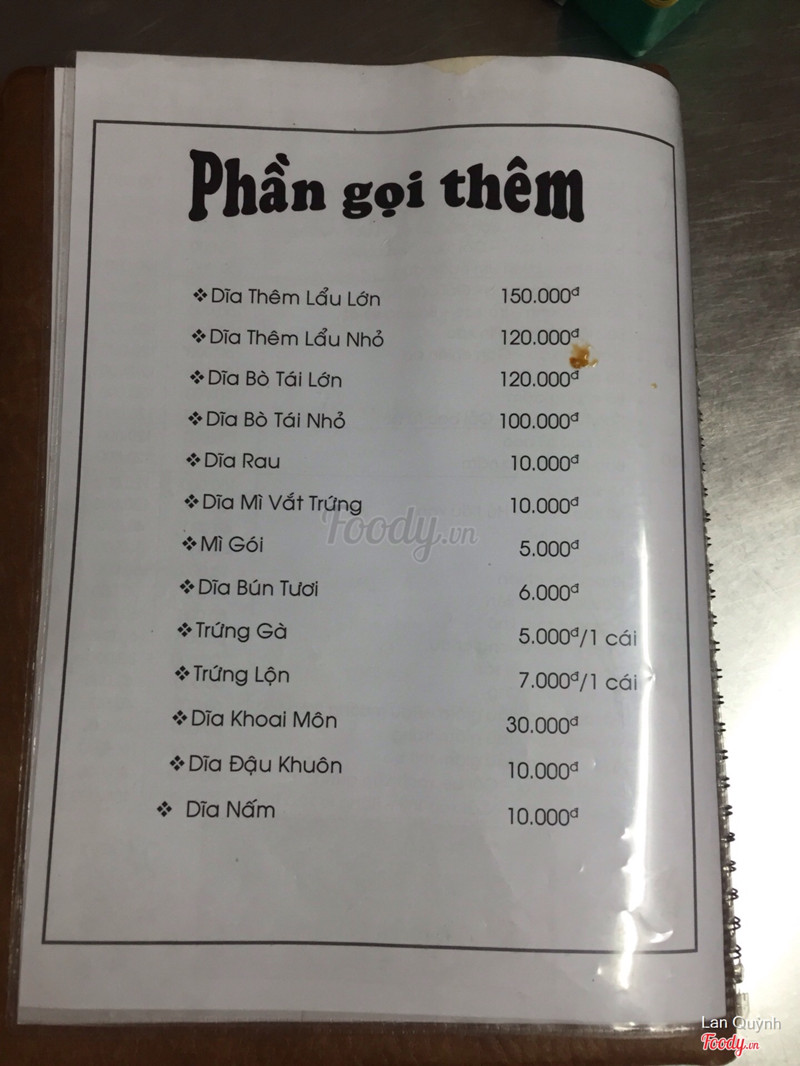 Phần gọi thêm
❖Dĩa Thêm Lẩu Lớn 150.000đ
❖Dĩa Thêm Lẩu Nhỏ 120.000đ
❖Dĩa Bò Tái Lớn 120.000đ
❖Dĩa Bò Tái Nhỏ 100.000đ
❖Dĩa Rau 10.000đ
❖Dĩa Mì Vắt Trứng 10.000đ
❖Mì Gói 5.000đ
❖Dĩa Bún Tươi 6.000đ
❖Trứng Gà 5.000đ/1 cái
❖Trứng Lộn 7.000đ/1 cái
❖Dĩa Khoai Môn 30.000đ
❖Dĩa Đậu Khuôn 10.000đ
❖ Dĩa Nấm 10.000đ
Foody.vn
Lan Quỳnh
Foody.vn